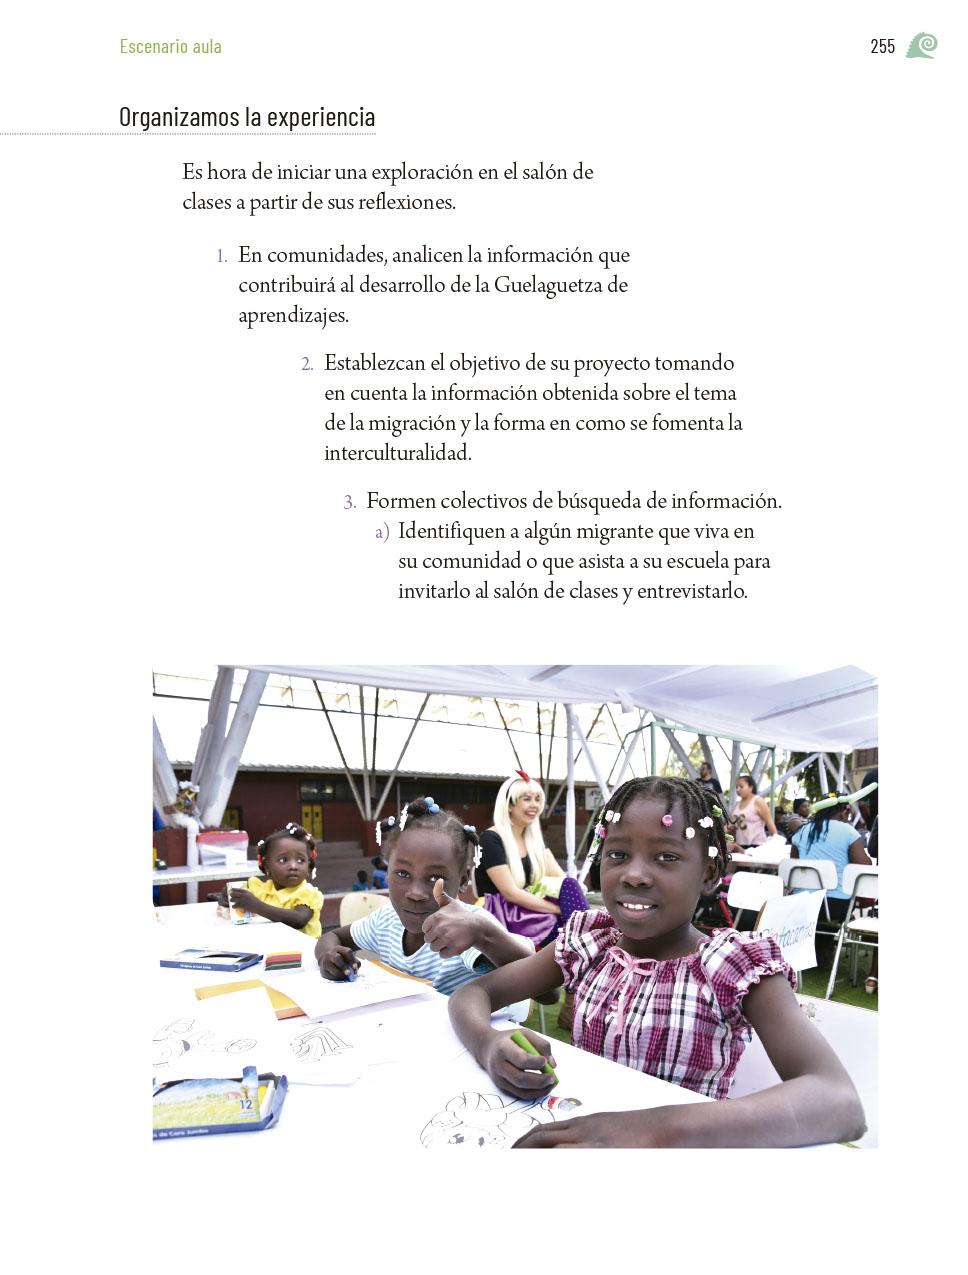 Escenario aula
255
Organizamos la experiencia
Es hora de iniciar una exploración en el salón de
clases a partir de sus reflexiones.
1. En comunidades, analicen la información que
contribuirá al desarrollo de la Guelaguetza de
aprendizajes.
2. Establezcan el objetivo de su proyecto tomando
en cuenta la información obtenida sobre el tema
de la migración y la forma en como se fomenta la
interculturalidad.
3. Formen colectivos de búsqueda de información.
a) Identifiquen a algún migrante que viva en
su comunidad o que asista a su escuela para
invitarlo al salón de clases y entrevistarlo.
12